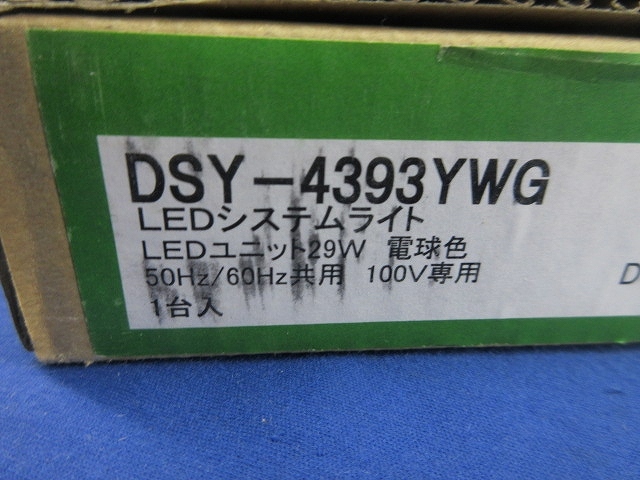 DSY-4393YWG
LEDシステムライト
LEDユニット29W 電球色
50Hz/60Hz共用 100V専用
1台入
D